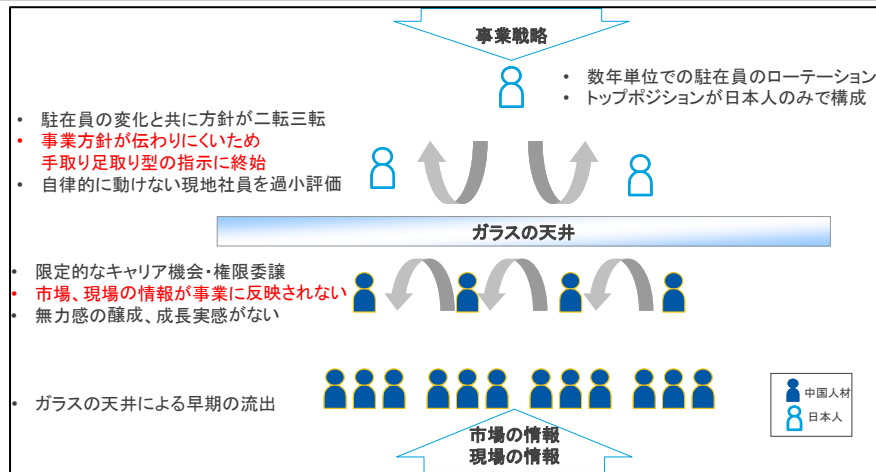 事業戦略
• 数年単位での駐在員のローテーション
• トップポジションが日本人のみで構成
• 駐在員の変化と共に方針が二転三転
• 事業方針が伝わりにくいため
手取り足取り型の指示に終始
• 自律的に動けない現地社員を過小評価
ガラスの天井
• 限定的なキャリア機会・権限委譲
• 市場、現場の情報が事業に反映されない
• 無力感の醸成、成長実感がない
• ガラスの天井による早期の流出
中国人材
日本人
市場の情報
現場の情報